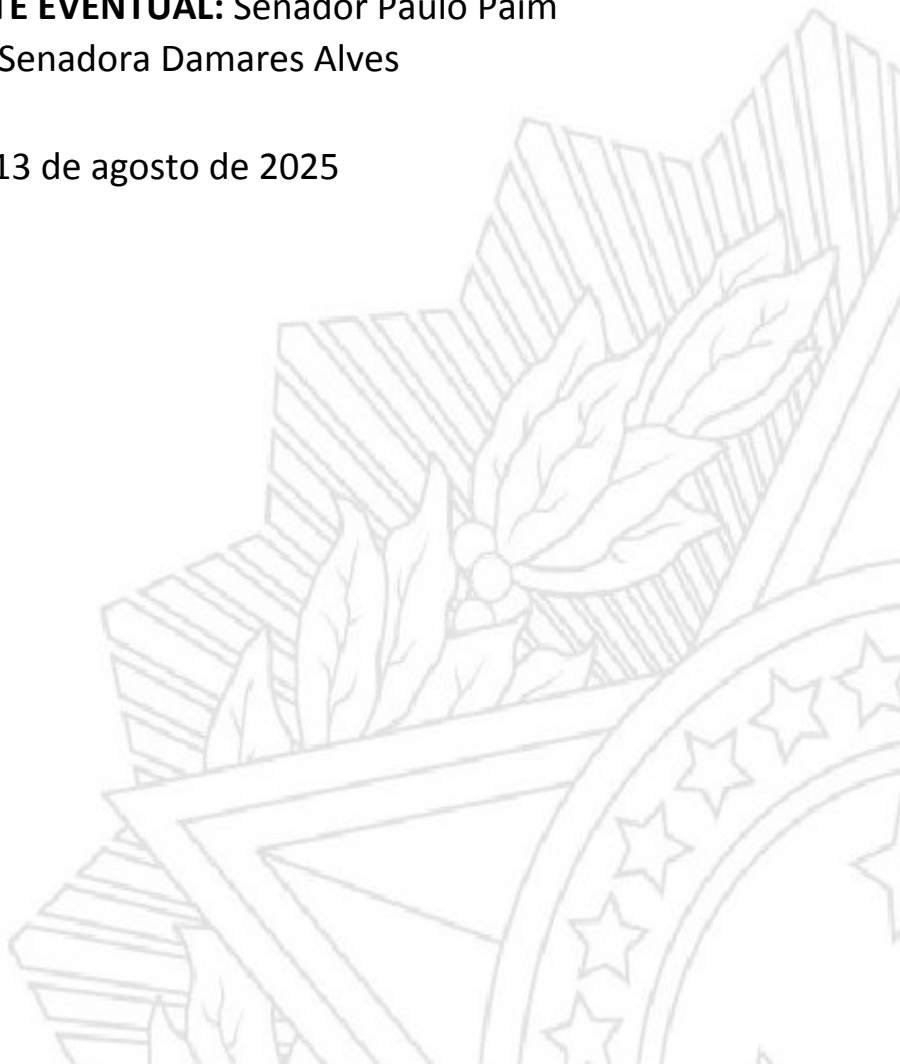 TE EVENTUAL: Senador Paulo Paim
Senadora Damares Alves
13 de agosto de 2025